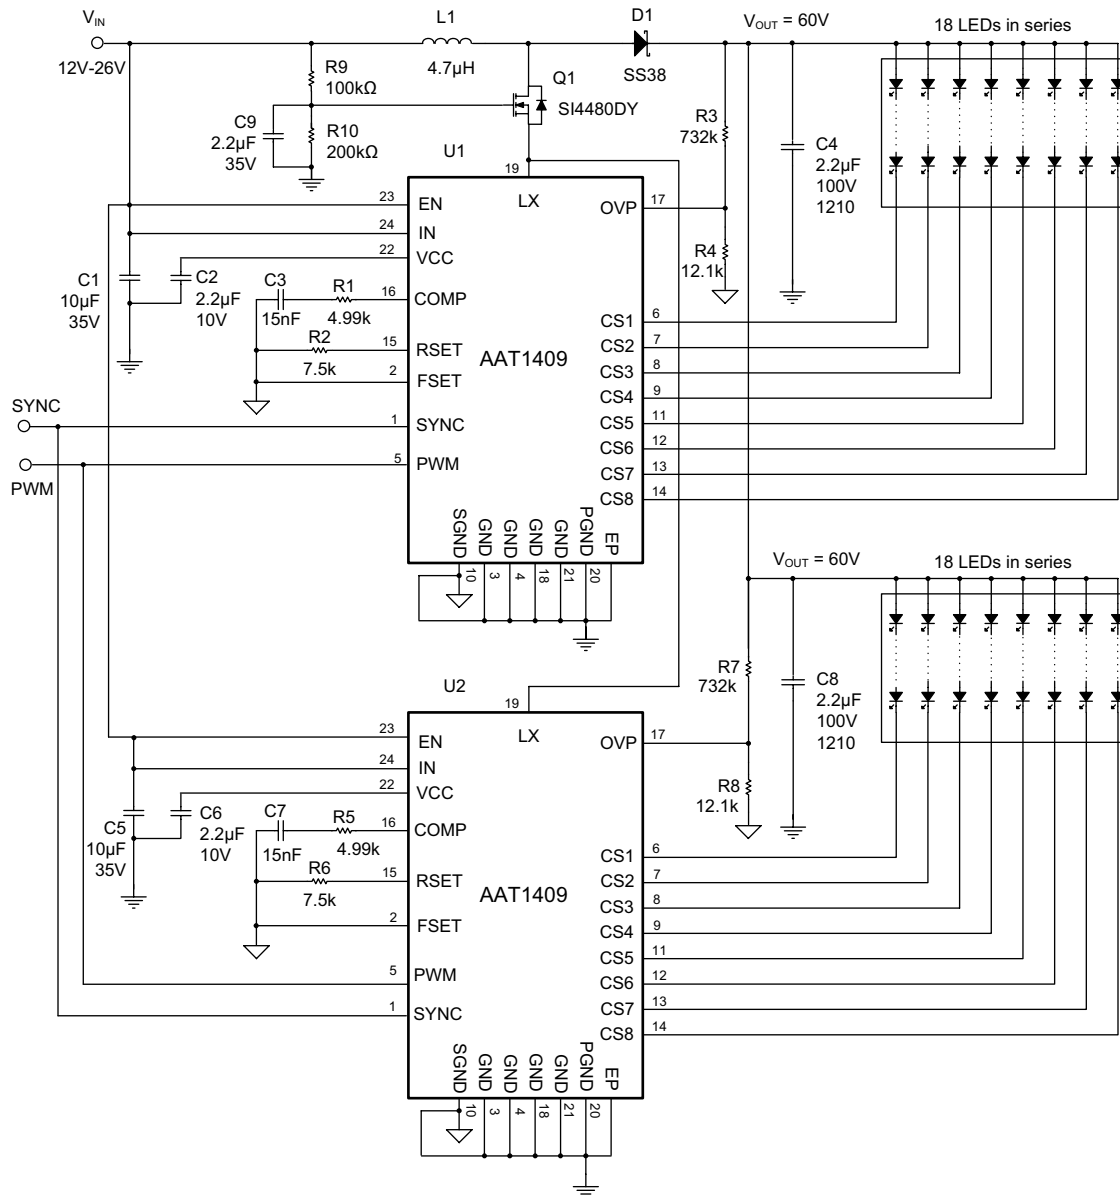 V_IN
12V-26V
L1
4.7µH
D1
SS38
V_OUT = 60V
18 LEDs in series
R9
100kΩ
C9
2.2µF
35V
R10
200kΩ
Q1
SI4480DY
R3
732k
C4
2.2µF
100V
1210
U1
19
LX
23
EN
24
IN
22
VCC
16
COMP
15
RSET
2
FSET
1
SYNC
5
PWM
C1
10µF
35V
C2
2.2µF
10V
C3
15nF
R1
4.99k
R2
7.5k
AAT1409
OVP
17
R4
12.1k
CS1
6
CS2
7
CS3
8
CS4
9
CS5
11
CS6
12
CS7
13
CS8
14
SYNC
PWM
SGND
GND
GND
GND
GND
PGND
EP
10
3
4
18
21
20
V_OUT = 60V
18 LEDs in series
R7
732k
C8
2.2µF
100V
1210
U2
19
LX
23
EN
24
IN
22
VCC
16
COMP
15
RSET
2
FSET
5
PWM
1
SYNC
C5
10µF
35V
C6
2.2µF
10V
C7
15nF
R5
4.99k
R6
7.5k
AAT1409
OVP
17
R8
12.1k
CS1
6
CS2
7
CS3
8
CS4
9
CS5
11
CS6
12
CS7
13
CS8
14
SGND
GND
GND
GND
GND
PGND
EP
10
3
4
18
21
20